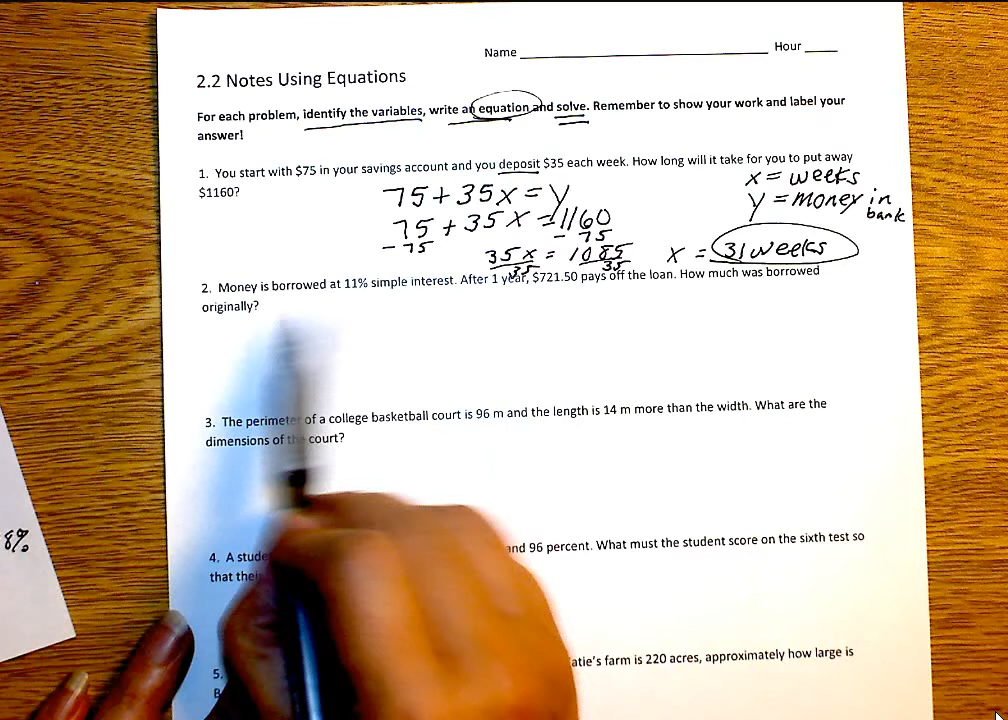 Name ____ Hour ____
2.2 Notes Using Equations
For each problem, identify the variables, write an equation and solve. Remember to show your work and label your
answer!
1. You start with $75 in your savings account and you deposit $35 each week. How long will it take for you to put away
$1160?
x = weeks
y = money in
bank
75 + 35x = y
75 + 35x = 1160
- 75 - 75
35x = 1085
35 35
x = 31 weeks
2. Money is borrowed at 11% simple interest. After 1 year, $721.50 pays off the loan. How much was borrowed
originally?
3. The perimeter of a college basketball court is 96 m and the length is 14 m more than the width. What are the
dimensions of the court?
8%
4. A stude and 96 percent. What must the student score on the sixth test so
that thei
5. atie's farm is 220 acres, approximately how large is
B